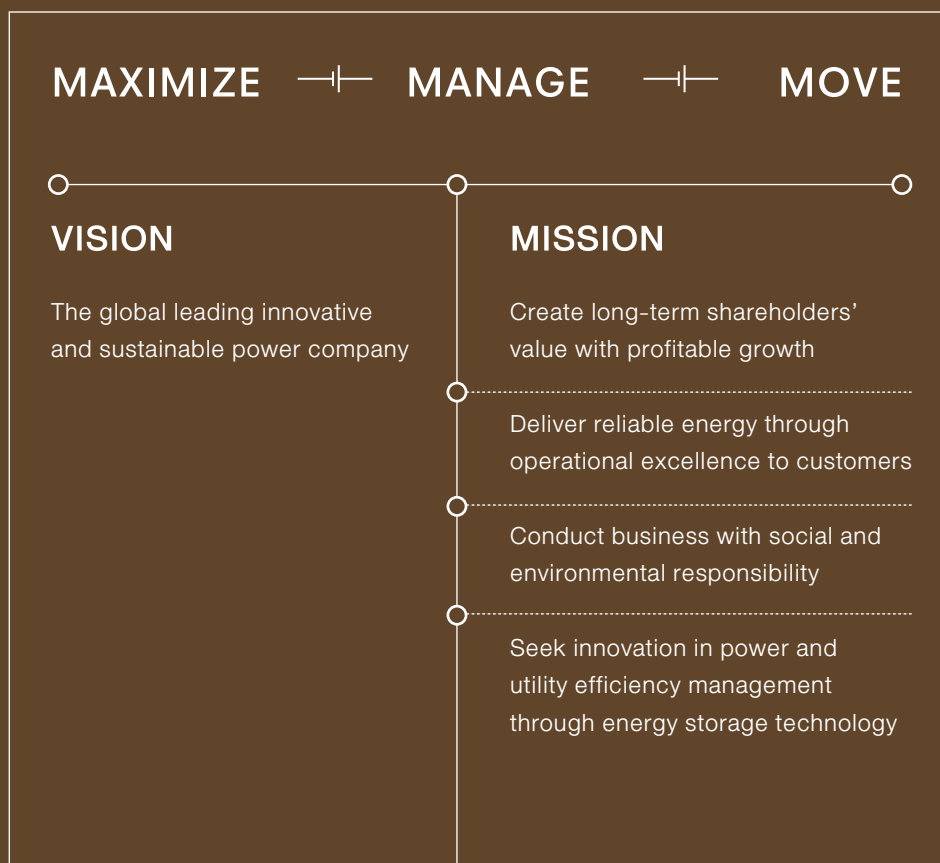 MAXIMIZE MANAGE MOVE
VISION
The global leading innovative
and sustainable power company
MISSION
Create long-term shareholders’
value with profitable growth
Deliver reliable energy through
operational excellence to customers
Conduct business with social and
environmental responsibility
Seek innovation in power and
utility efficiency management
through energy storage technology